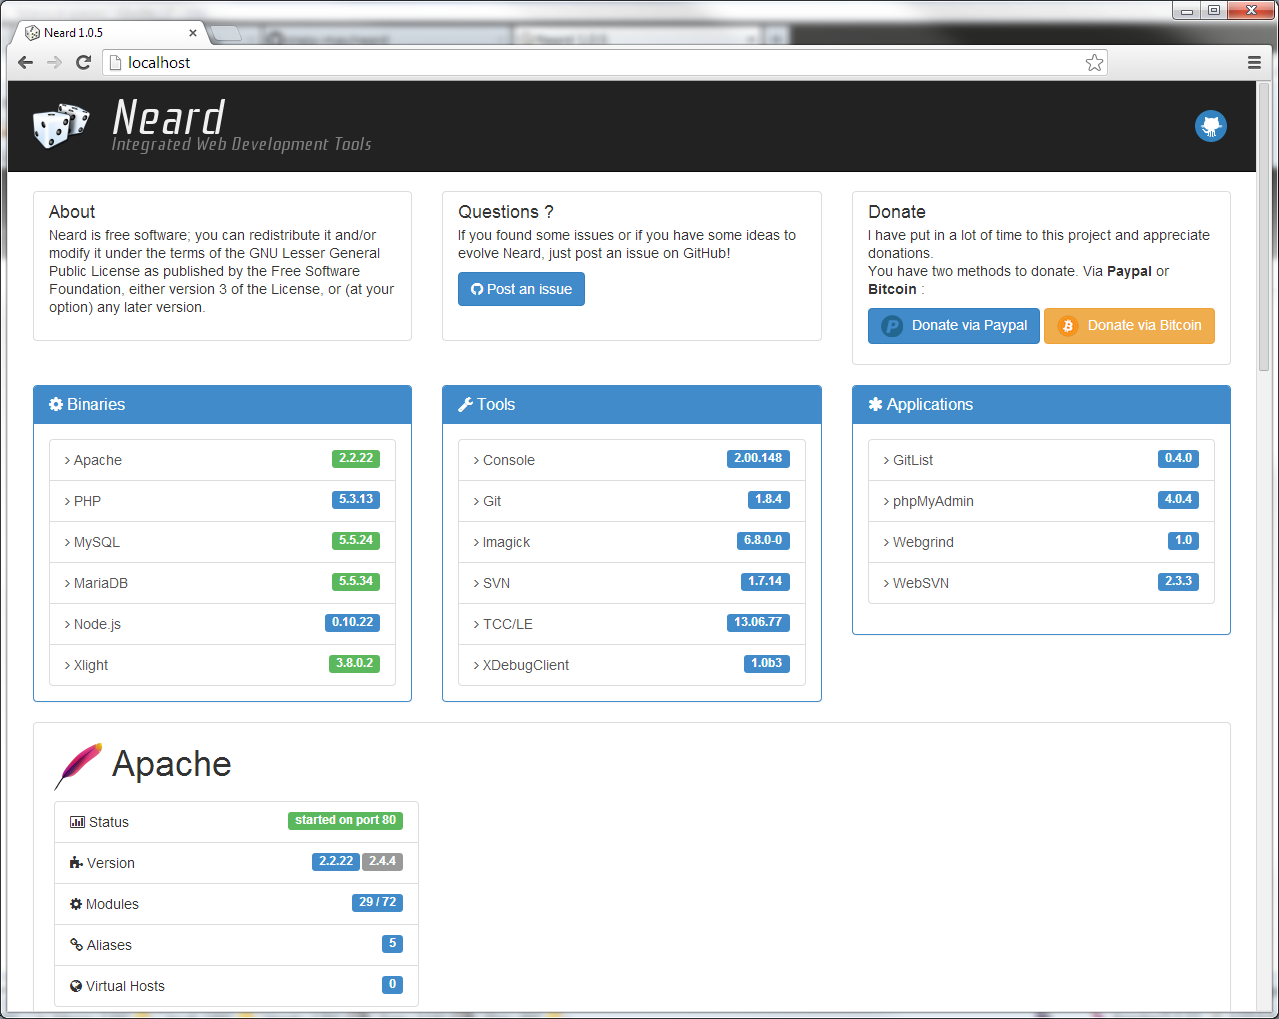 Neard 1.0.5
localhost
Neard
Integrated Web Development Tools
About
Neard is free software; you can redistribute it and/or
modify it under the terms of the GNU Lesser General
Public License as published by the Free Software
Foundation, either version 3 of the License, or (at your
option) any later version.
Questions ?
If you found some issues or if you have some ideas to
evolve Neard, just post an issue on GitHub!
Post an issue
Donate
I have put in a lot of time to this project and appreciate
donations.
You have two methods to donate. Via Paypal or
Bitcoin :
Donate via Paypal
Donate via Bitcoin
Binaries
Apache 2.2.22
PHP 5.3.13
MySQL 5.5.24
MariaDB 5.5.34
Node.js 0.10.22
Xlight 3.8.0.2
Tools
Console 2.00.148
Git 1.8.4
Imagick 6.8.0-0
SVN 1.7.14
TCC/LE 13.06.77
XDebugClient 1.0b3
Applications
GitList 0.4.0
phpMyAdmin 4.0.4
Webgrind 1.0
WebSVN 2.3.3
Apache
Status started on port 80
Version 2.2.22 2.4.4
Modules 29 / 72
Aliases 5
Virtual Hosts 0